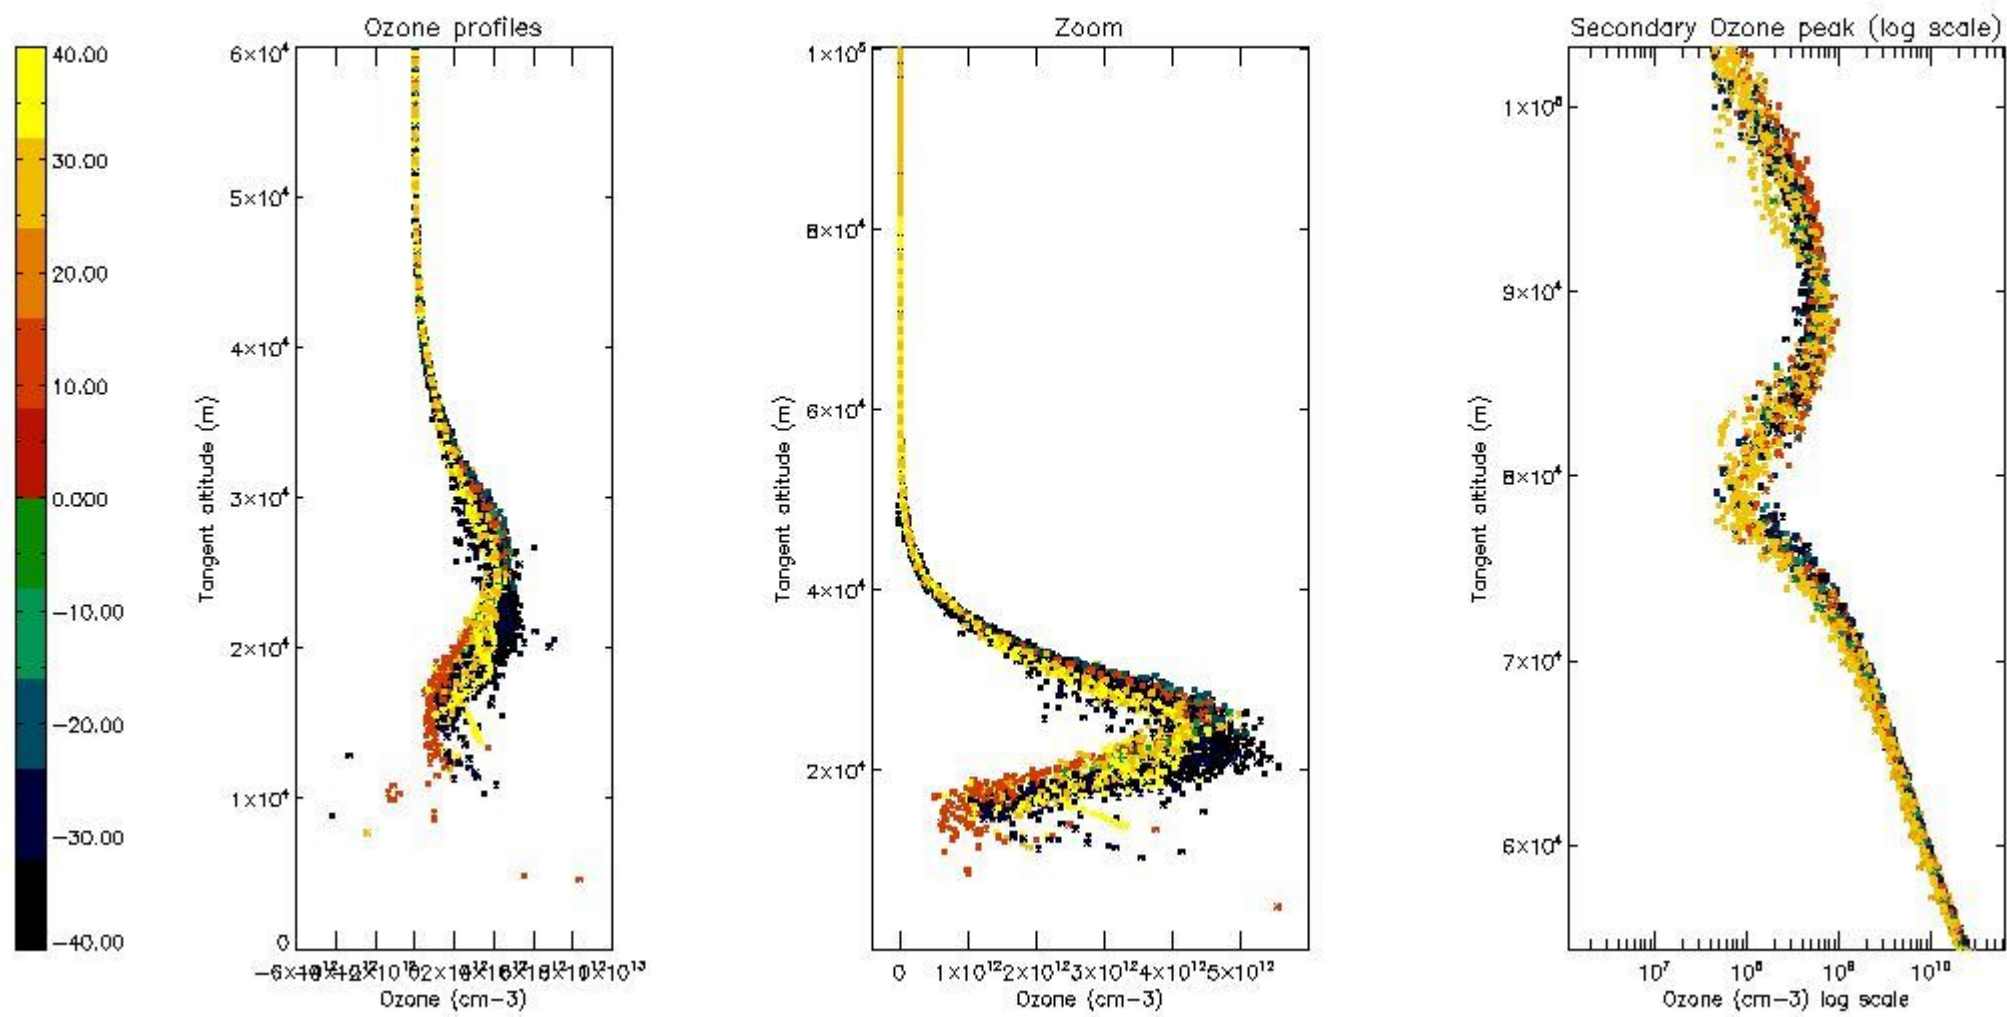 Ozone profiles
Zoom
Secondary Ozone peak (log scale)
40.00
30.00
20.00
10.00
0.000
-10.00
-20.00
-30.00
-40.00
Tangent altitude (m)
6×10⁴
5×10⁴
4×10⁴
3×10⁴
2×10⁴
1×10⁴
0
Ozone (cm-3)
Tangent altitude (m)
1×10⁵
8×10⁴
6×10⁴
4×10⁴
2×10⁴
0 1×10¹² 2×10¹² 3×10¹² 4×10¹² 5×10¹²
Ozone (cm-3)
Tangent altitude (m)
1×10⁵
9×10⁴
8×10⁴
7×10⁴
6×10⁴
10⁷ 10⁸ 10⁹ 10¹⁰
Ozone (cm-3) log scale